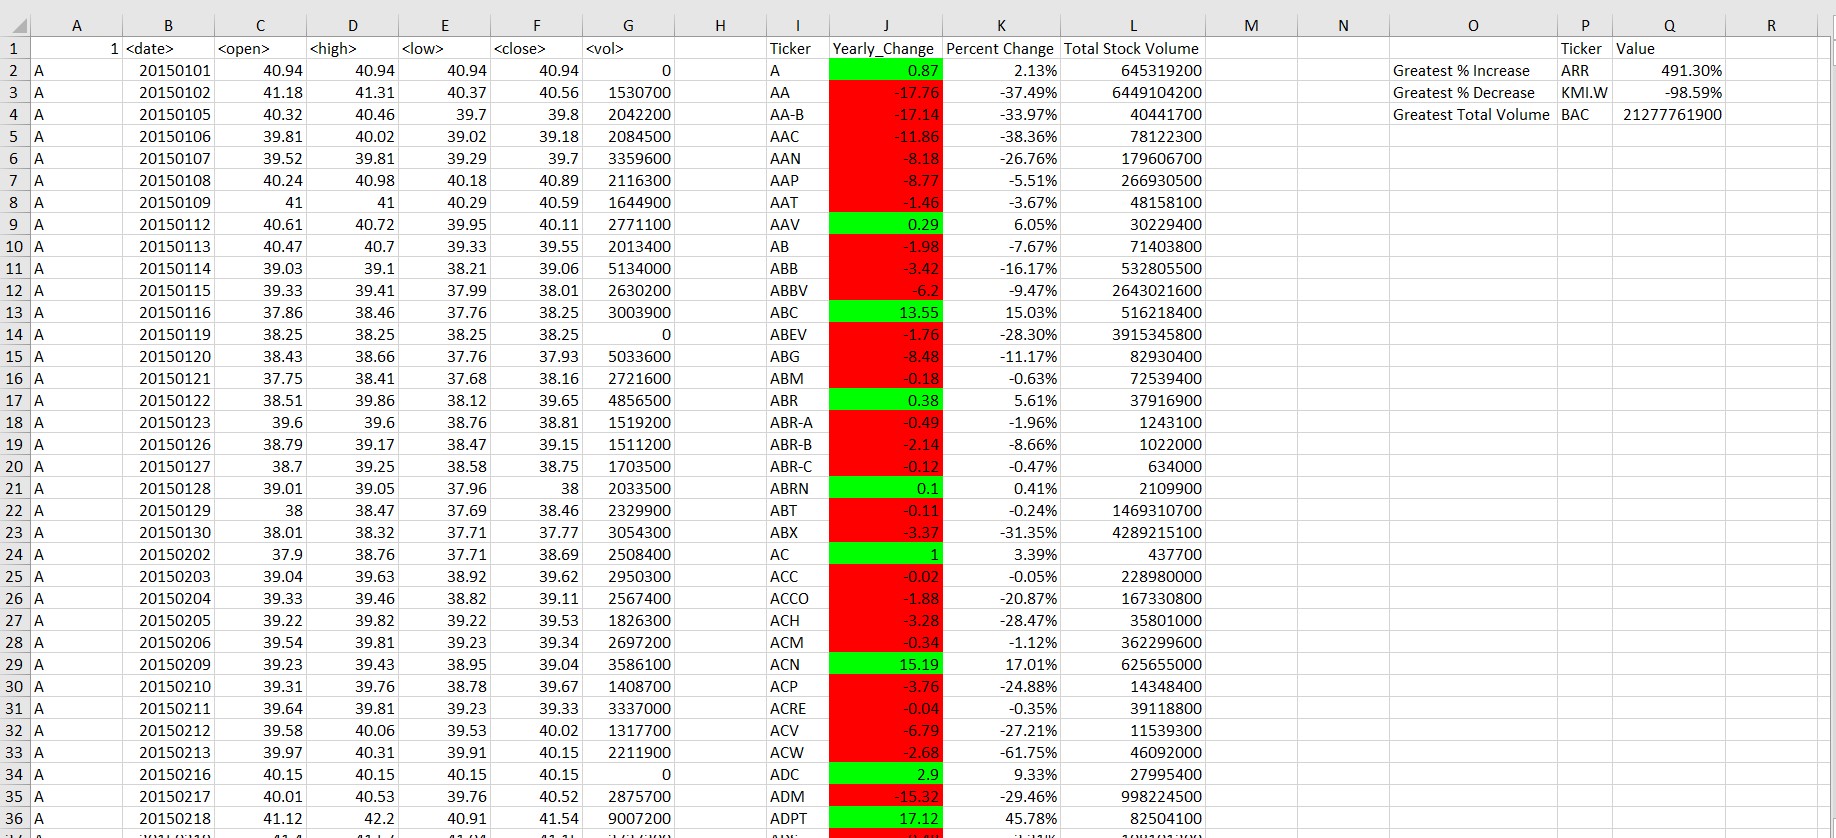 A B C D E F G H I J K L M N O P Q R
1 1 <date> <open> <high> <low> <close> <vol> Ticker Yearly_Change Percent Change Total Stock Volume Ticker Value
2 A 20150101 40.94 40.94 40.94 40.94 0 A 0.87 2.13% 645319200 Greatest % Increase ARR 491.30%
3 A 20150102 41.18 41.31 40.37 40.56 1530700 AA -17.76 -37.49% 6449104200 Greatest % Decrease KMI.W -98.59%
4 A 20150105 40.32 40.46 39.7 39.8 2042200 AA-B -17.14 -33.97% 40441700 Greatest Total Volume BAC 21277761900
5 A 20150106 39.81 40.02 39.02 39.18 2084500 AAC -11.86 -38.36% 78122300
6 A 20150107 39.52 39.81 39.29 39.7 3359600 AAN -8.18 -26.76% 179606700
7 A 20150108 40.24 40.98 40.18 40.89 2116300 AAP -8.77 -5.51% 266930500
8 A 20150109 41 41 40.29 40.59 1644900 AAT -1.46 -3.67% 48158100
9 A 20150112 40.61 40.72 39.95 40.11 2771100 AAV 0.29 6.05% 30229400
10 A 20150113 40.47 40.7 39.33 39.55 2013400 AB -1.98 -7.67% 71403800
11 A 20150114 39.03 39.1 38.21 39.06 5134000 ABB -3.42 -16.17% 532805500
12 A 20150115 39.33 39.41 37.99 38.01 2630200 ABBV -6.2 -9.47% 2643021600
13 A 20150116 37.86 38.46 37.76 38.25 3003900 ABC 13.55 15.03% 516218400
14 A 20150119 38.25 38.25 38.25 38.25 0 ABEV -1.76 -28.30% 3915345800
15 A 20150120 38.43 38.66 37.76 37.93 5033600 ABG -8.48 -11.17% 82930400
16 A 20150121 37.75 38.41 37.68 38.16 2721600 ABM -0.18 -0.63% 72539400
17 A 20150122 38.51 39.86 38.12 39.65 4856500 ABR 0.38 5.61% 37916900
18 A 20150123 39.6 39.6 38.76 38.81 1519200 ABR-A -0.49 -1.96% 1243100
19 A 20150126 38.79 39.17 38.47 39.15 1511200 ABR-B -2.14 -8.66% 1022000
20 A 20150127 38.7 39.25 38.58 38.75 1703500 ABR-C -0.12 -0.47% 634000
21 A 20150128 39.01 39.05 37.96 38 2033500 ABRN 0.1 0.41% 2109900
22 A 20150129 38 38.47 37.69 38.46 2329900 ABT -0.11 -0.24% 1469310700
23 A 20150130 38.01 38.32 37.71 37.77 3054300 ABX -3.37 -31.35% 4289215100
24 A 20150202 37.9 38.76 37.71 38.69 2508400 AC 1 3.39% 437700
25 A 20150203 39.04 39.63 38.92 39.62 2950300 ACC -0.02 -0.05% 228980000
26 A 20150204 39.33 39.46 38.82 39.11 2567400 ACCO -1.88 -20.87% 167330800
27 A 20150205 39.22 39.82 39.22 39.53 1826300 ACH -3.28 -28.47% 35801000
28 A 20150206 39.54 39.81 39.23 39.34 2697200 ACM -0.34 -1.12% 362299600
29 A 20150209 39.23 39.43 38.95 39.04 3586100 ACN 15.19 17.01% 625655000
30 A 20150210 39.31 39.76 38.78 39.67 1408700 ACP -3.76 -24.88% 14348400
31 A 20150211 39.64 39.81 39.23 39.33 3337000 ACRE -0.04 -0.35% 39118800
32 A 20150212 39.58 40.06 39.53 40.02 1317700 ACV -6.79 -27.21% 11539300
33 A 20150213 39.97 40.31 39.91 40.15 2211900 ACW -2.68 -61.75% 46092000
34 A 20150216 40.15 40.15 40.15 40.15 0 ADC 2.9 9.33% 27995400
35 A 20150217 40.01 40.53 39.76 40.52 2875700 ADM -15.32 -29.46% 998224500
36 A 20150218 41.12 42.2 40.91 41.54 9007200 ADPT 17.12 45.78% 82504100